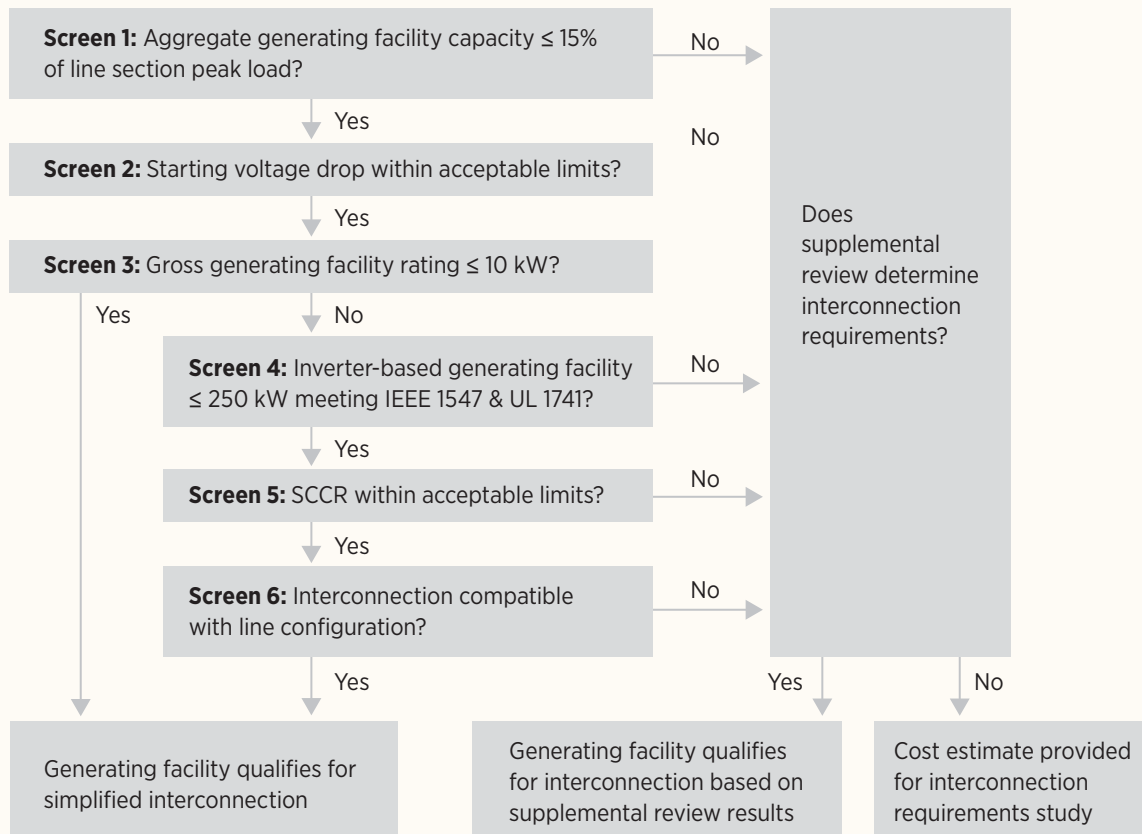 Screen 1: Aggregate generating facility capacity ≤ 15%
of line section peak load?
No
Yes
No
Screen 2: Starting voltage drop within acceptable limits?
Yes
Screen 3: Gross generating facility rating ≤ 10 kW?
Yes
No
Screen 4: Inverter-based generating facility
≤ 250 kW meeting IEEE 1547 & UL 1741?
No
Yes
Screen 5: SCCR within acceptable limits?
No
Yes
Screen 6: Interconnection compatible
with line configuration?
No
Yes
Does
supplemental
review determine
interconnection
requirements?
Yes
No
Generating facility qualifies for
simplified interconnection
Generating facility qualifies
for interconnection based on
supplemental review results
Cost estimate provided
for interconnection
requirements study